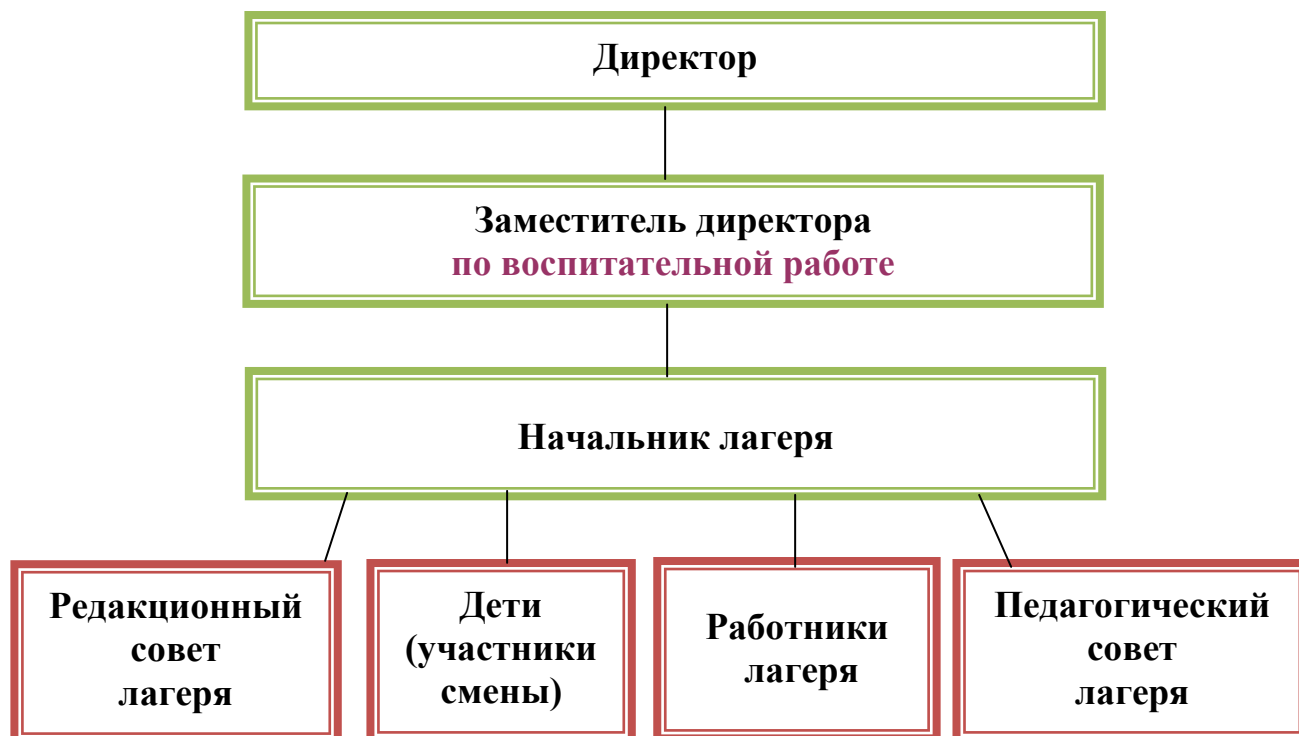 Директор
Заместитель директора
по воспитательной работе
Начальник лагеря
Редакционный
совет
лагеря
Дети
(участники
смены)
Работники
лагеря
Педагогический
совет
лагеря